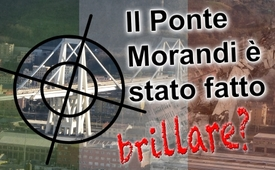 Il Ponte
Morandi è
stato fatto
brillare?